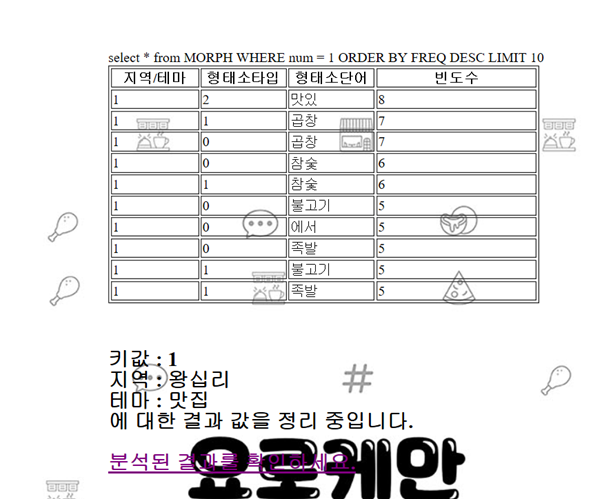 select * from MORPH WHERE num = 1 ORDER BY FREQ DESC LIMIT 10
지역/테마 형태소타입 형태소단어 빈도수
1 2 맛있 8
1 1 곱창 7
1 0 곱창 7
1 0 참숯 6
1 1 참숯 6
1 0 불고기 5
1 0 에서 5
1 0 족발 5
1 1 불고기 5
1 1 족발 5
키값 : 1
지역 : 왕십리
테마 : 맛집
에 대한 결과 값을 정리 중입니다.
분석된 결과를 확인하세요.
요로케만